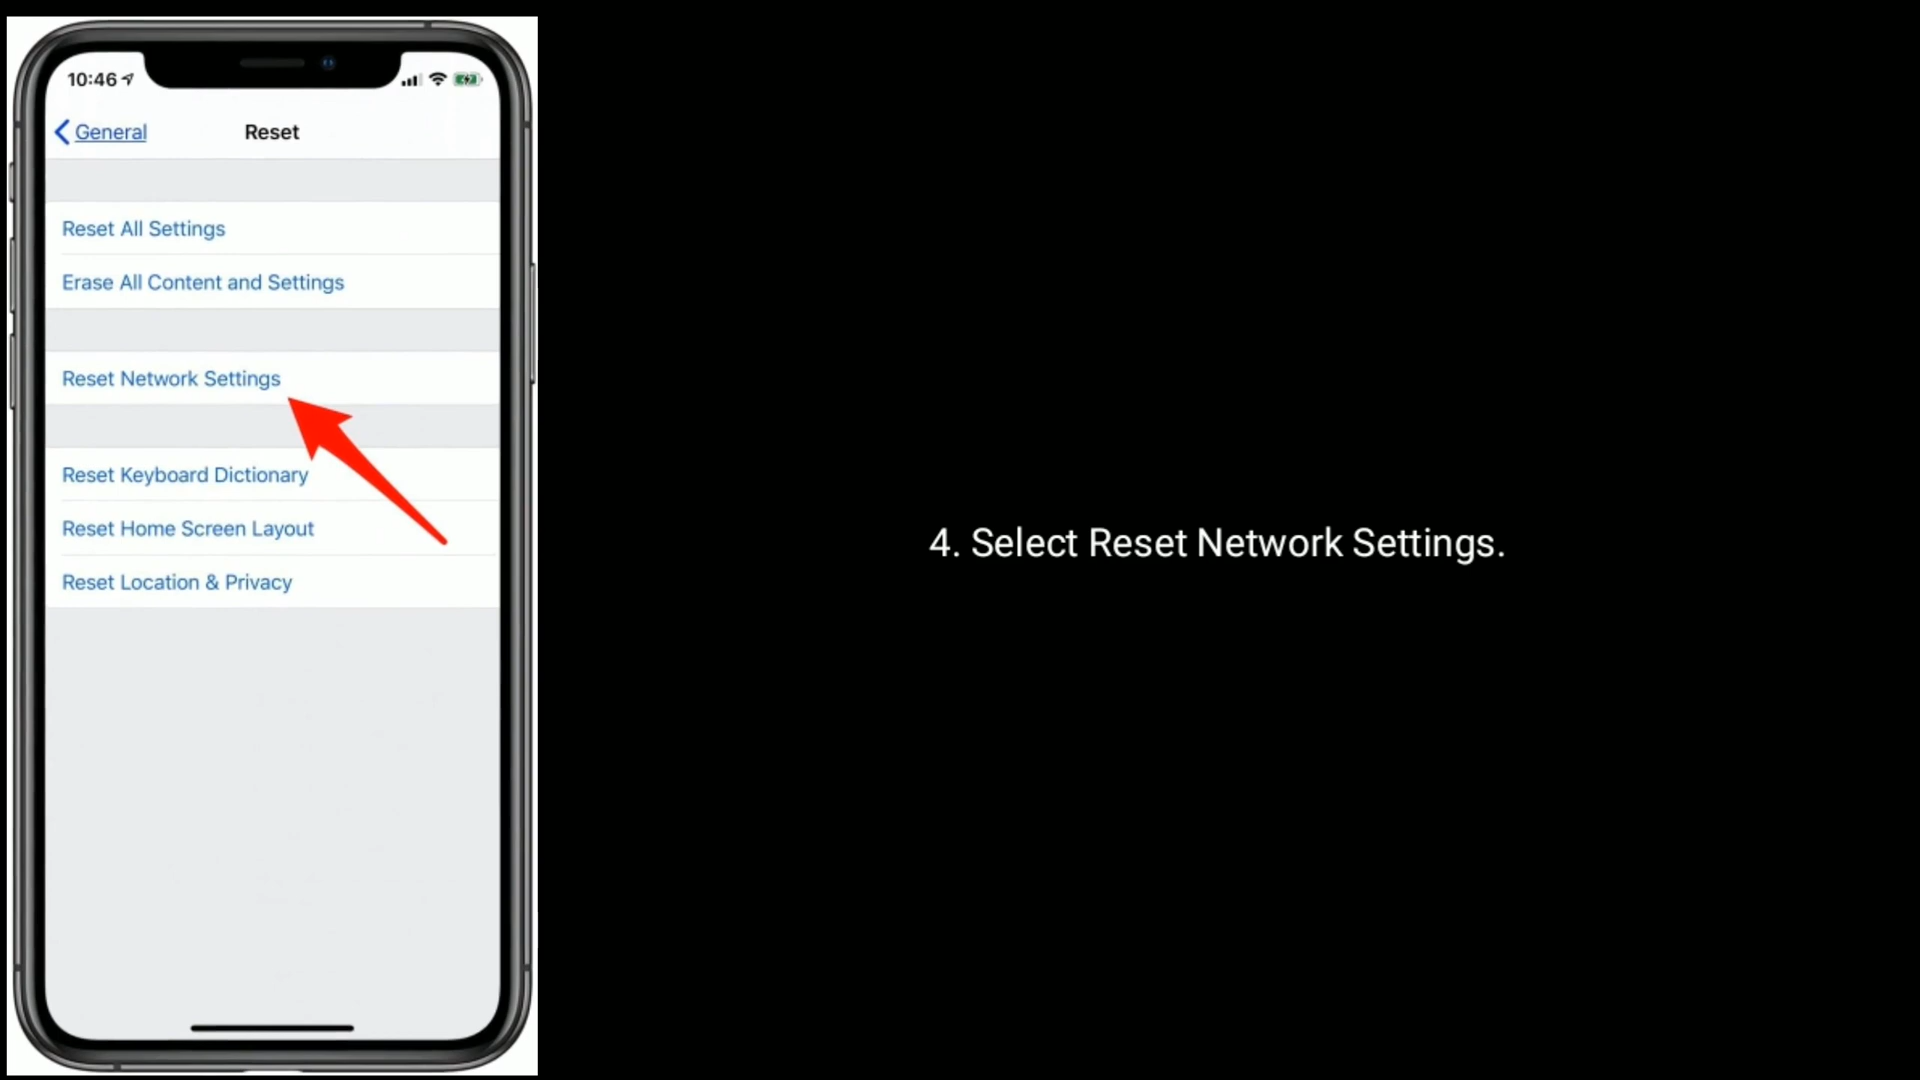 10:46
General
Reset
Reset All Settings
Erase All Content and Settings
Reset Network Settings
Reset Keyboard Dictionary
Reset Home Screen Layout
Reset Location & Privacy
4. Select Reset Network Settings.